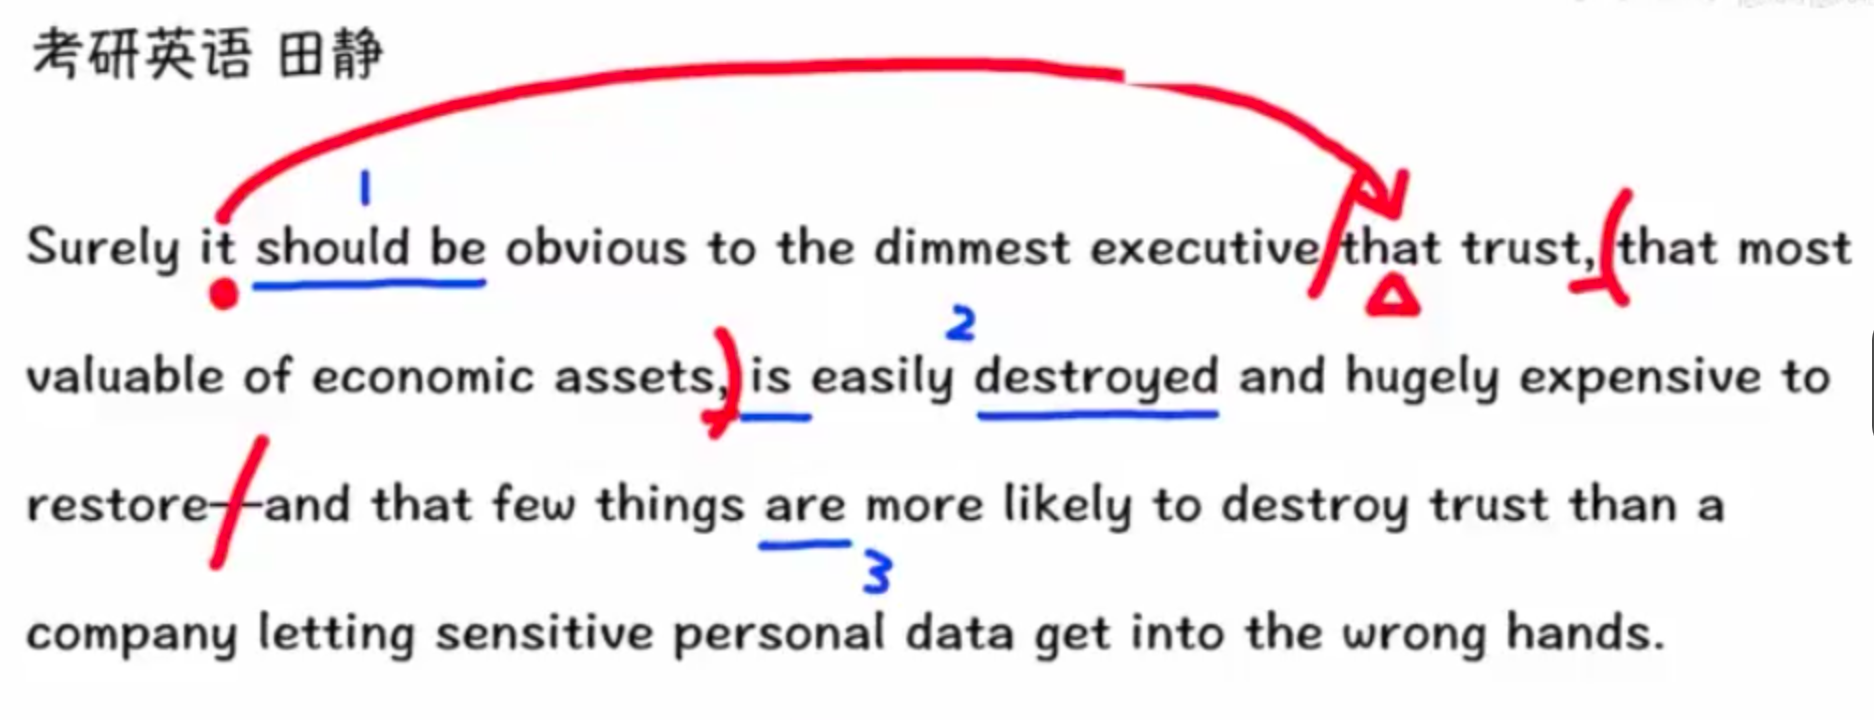 考研英语 田静
1
Surely it should be obvious to the dimmest executive that trust, that most
2
valuable of economic assets, is easily destroyed and hugely expensive to
restore—and that few things are more likely to destroy trust than a
3
company letting sensitive personal data get into the wrong hands.